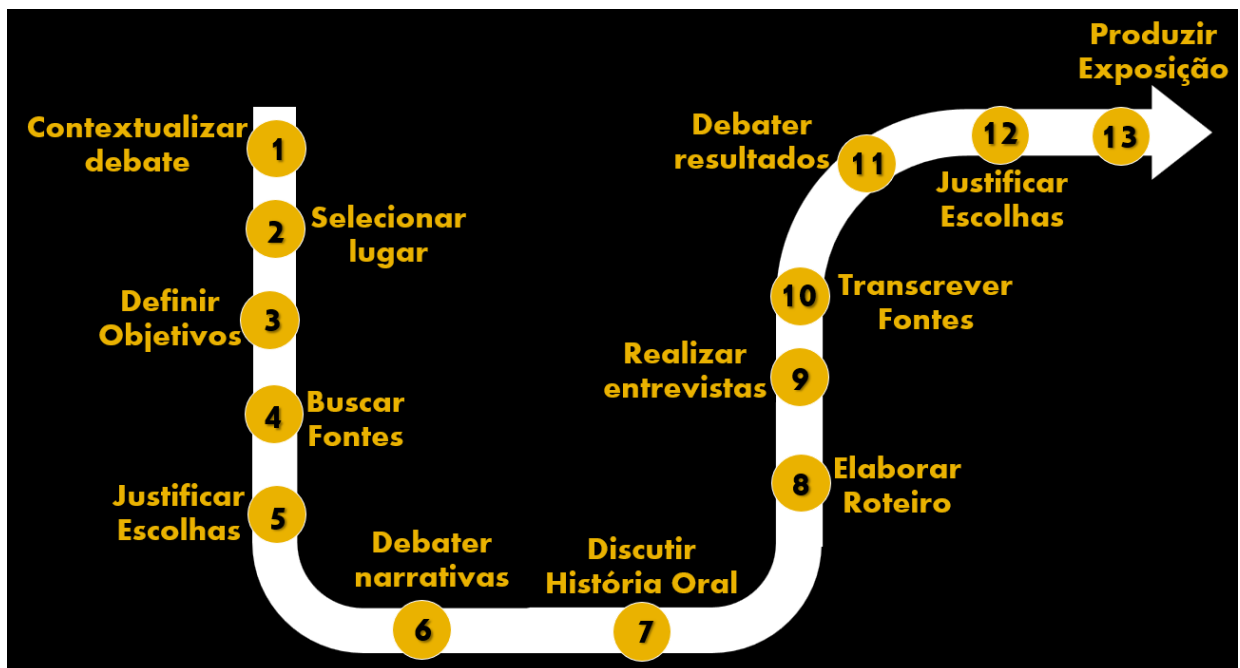 Contextualizar
debate
1
2
Selecionar
lugar
Definir
Objetivos
3
4
Buscar
Fontes
Justificar
Escolhas
5
Debater
narrativas
6
Discutir
História Oral
7
8
Elaborar
Roteiro
Realizar
entrevistas
9
10
Transcrever
Fontes
Debater
resultados
11
12
Justificar
Escolhas
Produzir
Exposição
13